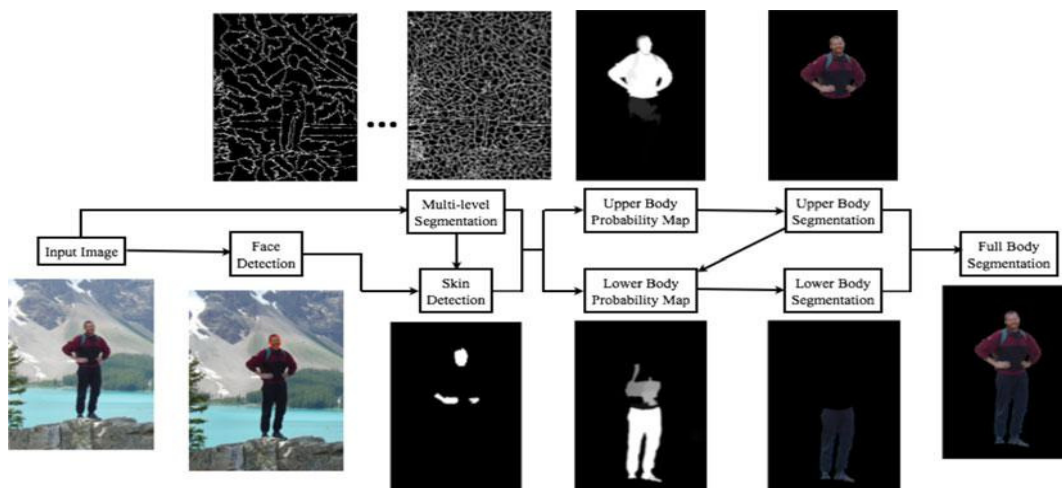 Multi-level
Segmentation
Upper Body
Probability Map
Upper Body
Segmentation
Input Image
Face
Detection
Full Body
Segmentation
Skin
Detection
Lower Body
Probability Map
Lower Body
Segmentation